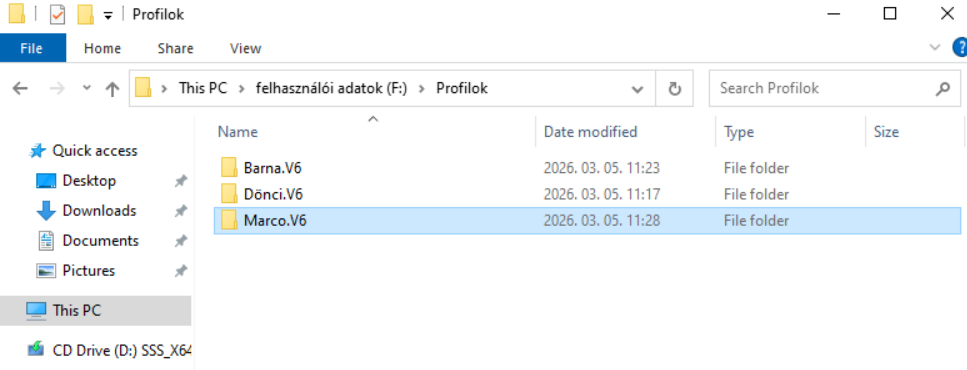 Profilok
File Home Share View
This PC > felhasználói adatok (F:) > Profilok
Search Profilok
Name Date modified Type Size
Quick access
Desktop
Downloads
Documents
Pictures
This PC
CD Drive (D:) SSS_X64
Barna.V6 2026. 03. 05. 11:23 File folder
Dönci.V6 2026. 03. 05. 11:17 File folder
Marco.V6 2026. 03. 05. 11:28 File folder